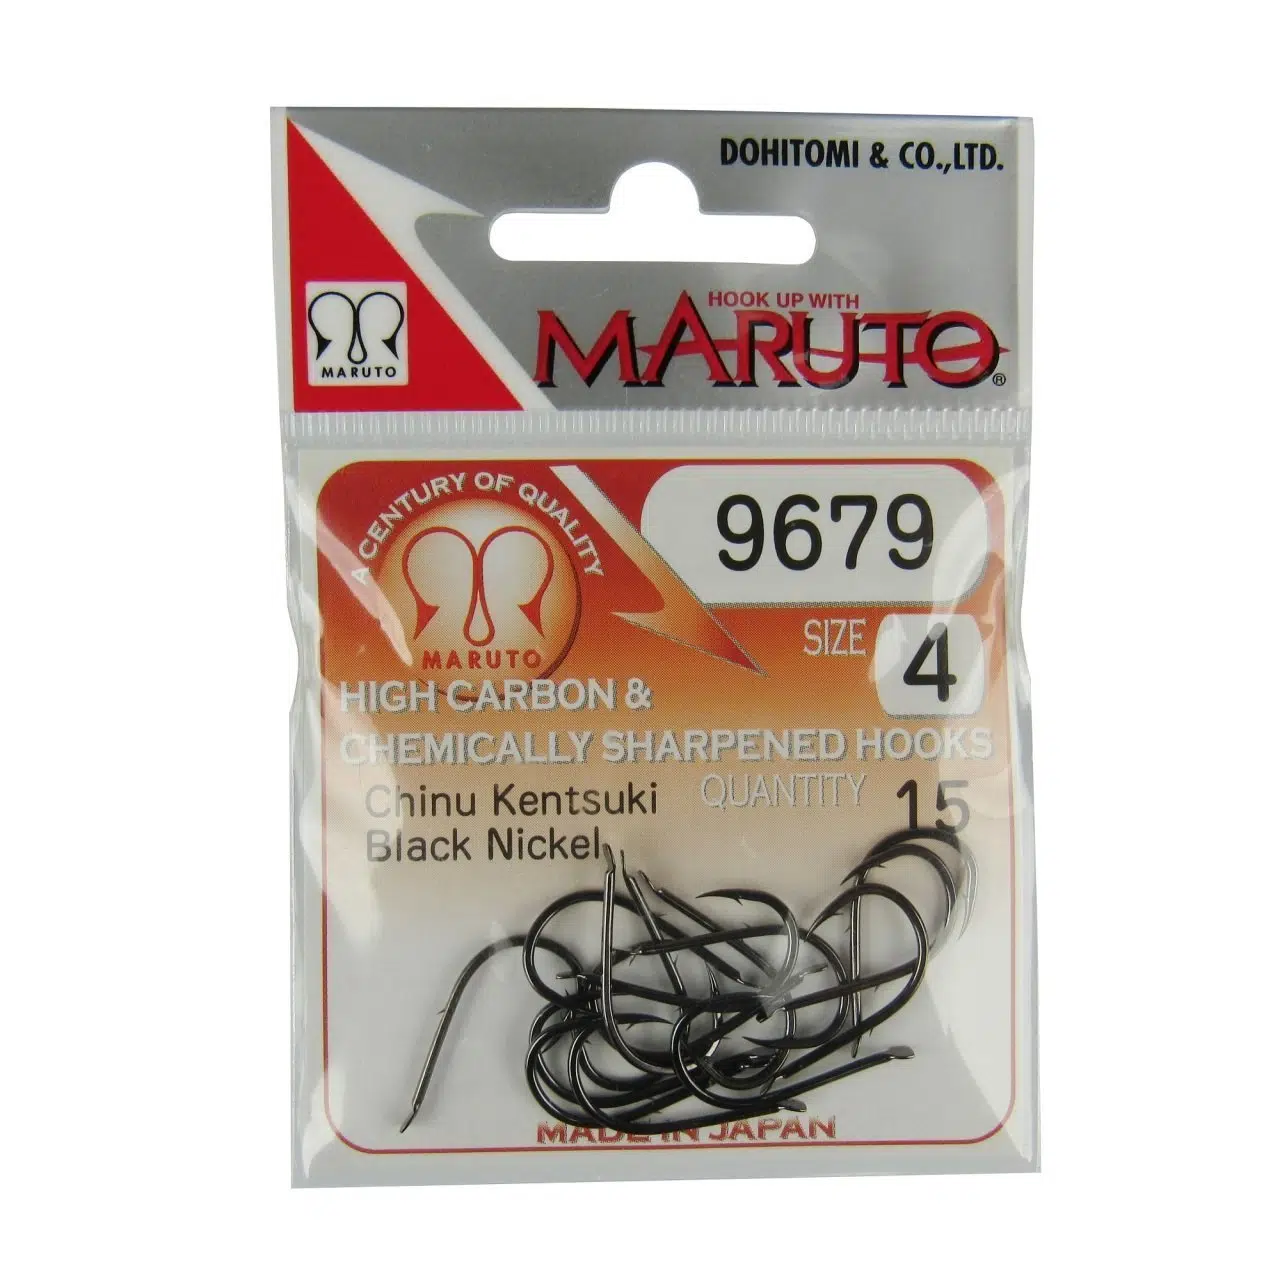 DOHITOMI & CO.,LTD.
HOOK UP WITH
MARUTO®
MARUTO
A CENTURY OF QUALITY
MARUTO
9679
SIZE 4
HIGH CARBON &
CHEMICALLY SHARPENED HOOKS
QUANTITY 15
Chinu Kentsuki
Black Nickel
MADE IN JAPAN